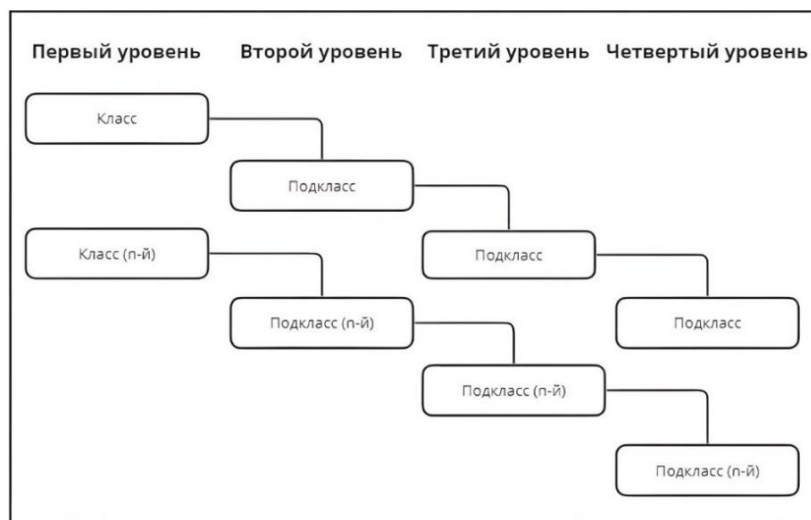 Первый уровень Второй уровень Третий уровень Четвертый уровень
Класс
Подкласс
Класс (n-й)
Подкласс
Подкласс (n-й)
Подкласс
Подкласс (n-й)
Подкласс (n-й)